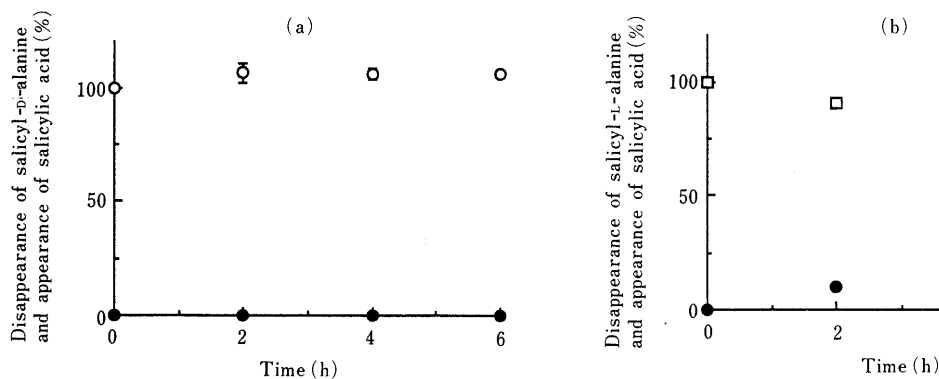 (a)
Disappearance of salicyl-D-alanine
and appearance of salicylic acid (%)
100
50
0
0 2 4 6
Time (h)
(b)
Disappearance of salicyl-L-alanine
and appearance of salicylic acid (%)
100
50
0
0 2
Time (h)